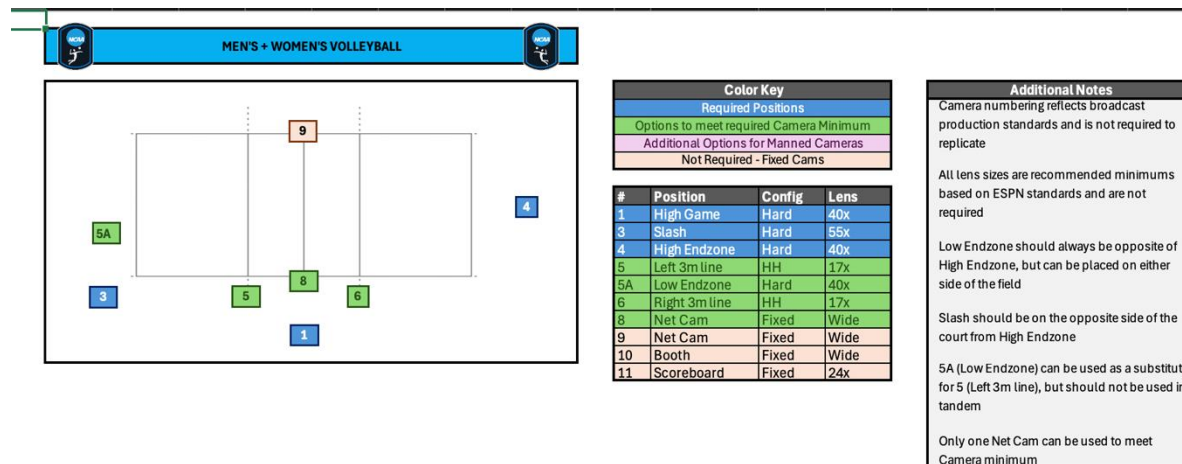 NCAA
MEN'S + WOMEN'S VOLLEYBALL
NCAA
9
4
5A
3
5
8
6
1
Color Key
Required Positions
Options to meet required Camera Minimum
Additional Options for Manned Cameras
Not Required - Fixed Cams
# Position Config Lens
1 High Game Hard 40x
3 Slash Hard 55x
4 High Endzone Hard 40x
5 Left 3m line HH 17x
5A Low Endzone Hard 40x
6 Right 3m line HH 17x
8 Net Cam Fixed Wide
9 Net Cam Fixed Wide
10 Booth Fixed Wide
11 Scoreboard Fixed 24x
Additional Notes
Camera numbering reflects broadcast
production standards and is not required to
replicate
All lens sizes are recommended minimums
based on ESPN standards and are not
required
Low Endzone should always be opposite of
High Endzone, but can be placed on either
side of the field
Slash should be on the opposite side of the
court from High Endzone
5A (Low Endzone) can be used as a substitut
for 5 (Left 3m line), but should not be used i
tandem
Only one Net Cam can be used to meet
Camera minimum